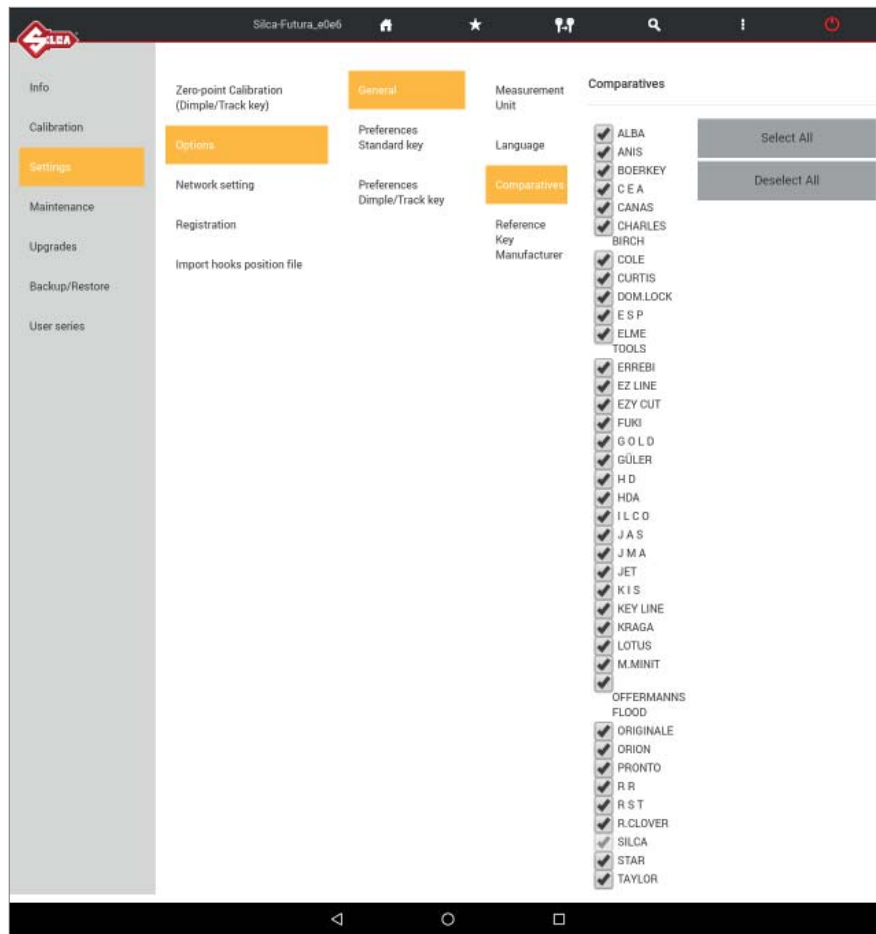 Silca-Futura_e0e6
SILCA
Info
Calibration
Settings
Maintenance
Upgrades
Backup/Restore
User series
Zero-point Calibration
(Dimple/Track key)
Options
Network setting
Registration
Import hooks position file
General
Preferences
Standard key
Preferences
Dimple/Track key
Measurement
Unit
Language
Comparatives
Reference
Key
Manufacturer
Comparatives
ALBA
ANIS
BOERKEY
C E A
CANAS
CHARLES
BIRCH
COLE
CURTIS
DOM.LOCK
E S P
ELME
TOOLS
ERREBI
EZ LINE
EZY CUT
FUKI
G O L D
GÜLER
H D
HDA
I L C O
J A S
J M A
JET
K I S
KEY LINE
KRAGA
LOTUS
M.MINIT
OFFERMANNS
FLOOD
ORIGINALE
ORION
PRONTO
R R
R S T
R.CLOVER
SILCA
STAR
TAYLOR
Select All
Deselect All